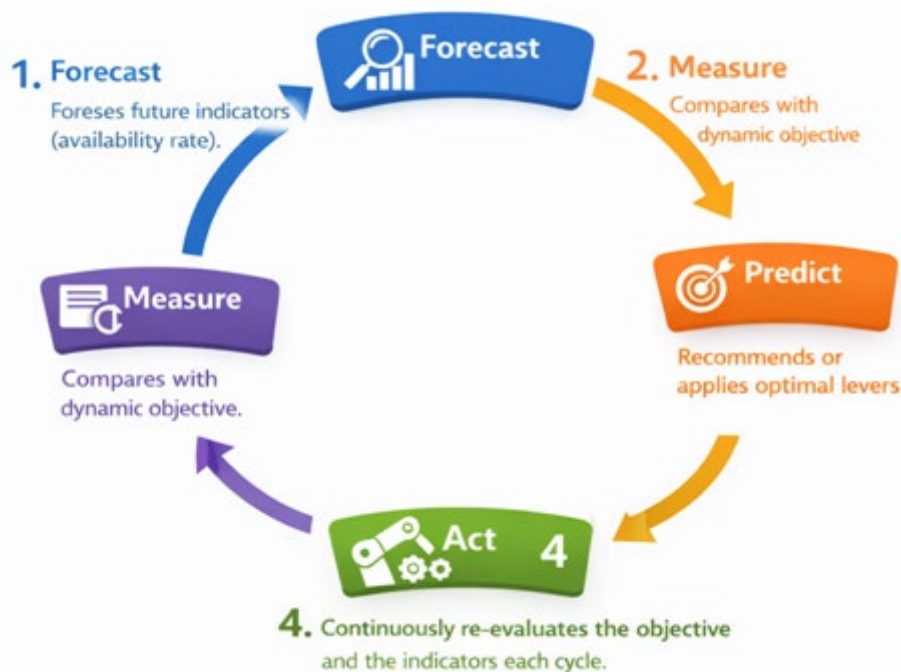 Forecast
1. Forecast
Foreses future indicators
(availability rate).
2. Measure
Compares with
dynamic objective
Predict
Recommends or
applies optimal levers
Measure
Compares with
dynamic objective.
Act 4
4. Continuously re-evaluates the objective
and the indicators each cycle.